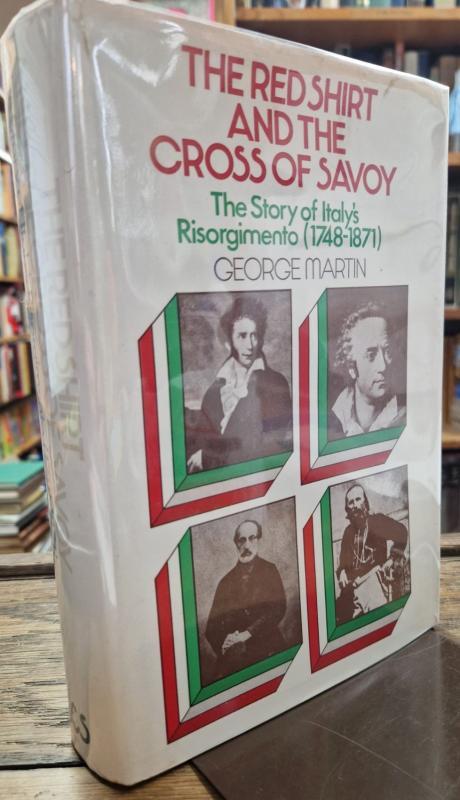 THE RED SHIRT
AND THE
CROSS OF SAVOY
The Story of Italy's
Risorgimento (1748-1871)
GEORGE MARTIN